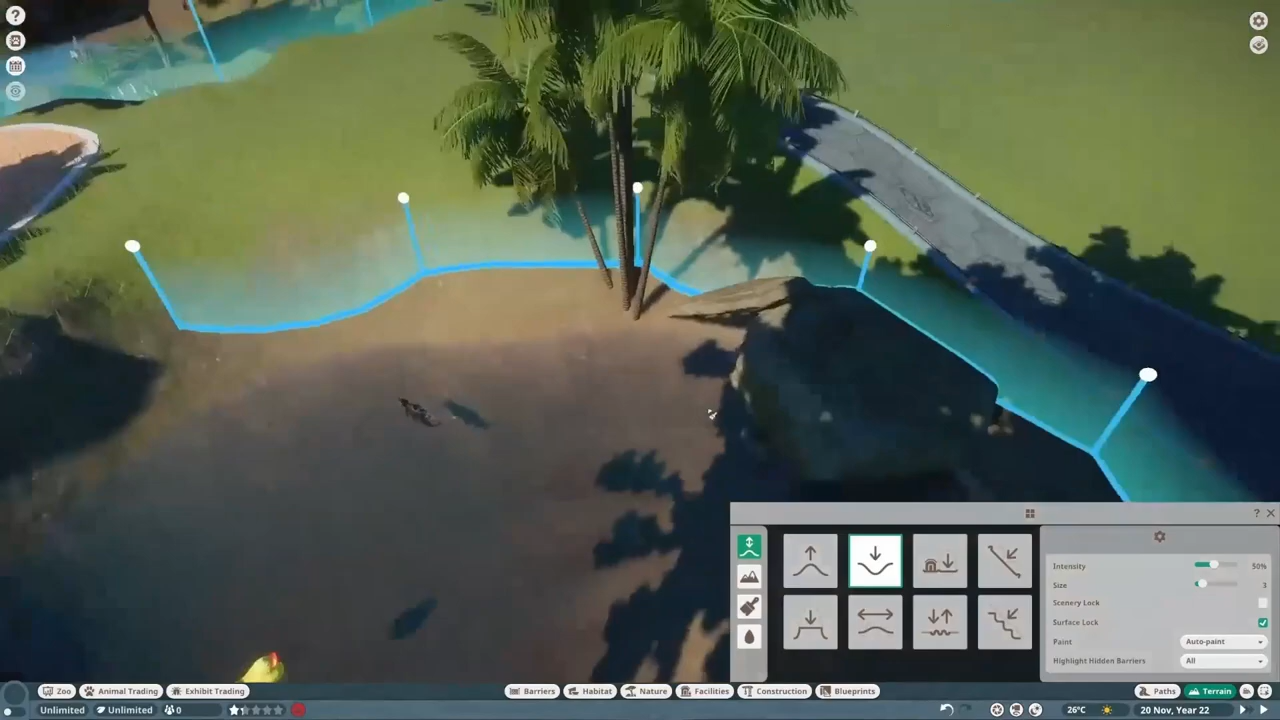 ?
? ✕
Intensity 50%
Size 3
Scenery Lock
Surface Lock
Paint Auto-paint
Highlight Hidden Barriers All
Zoo Animal Trading Exhibit Trading Barriers Habitat Nature Facilities Construction Blueprints Paths Terrain
Unlimited Unlimited 0 26°C 20 Nov, Year 22